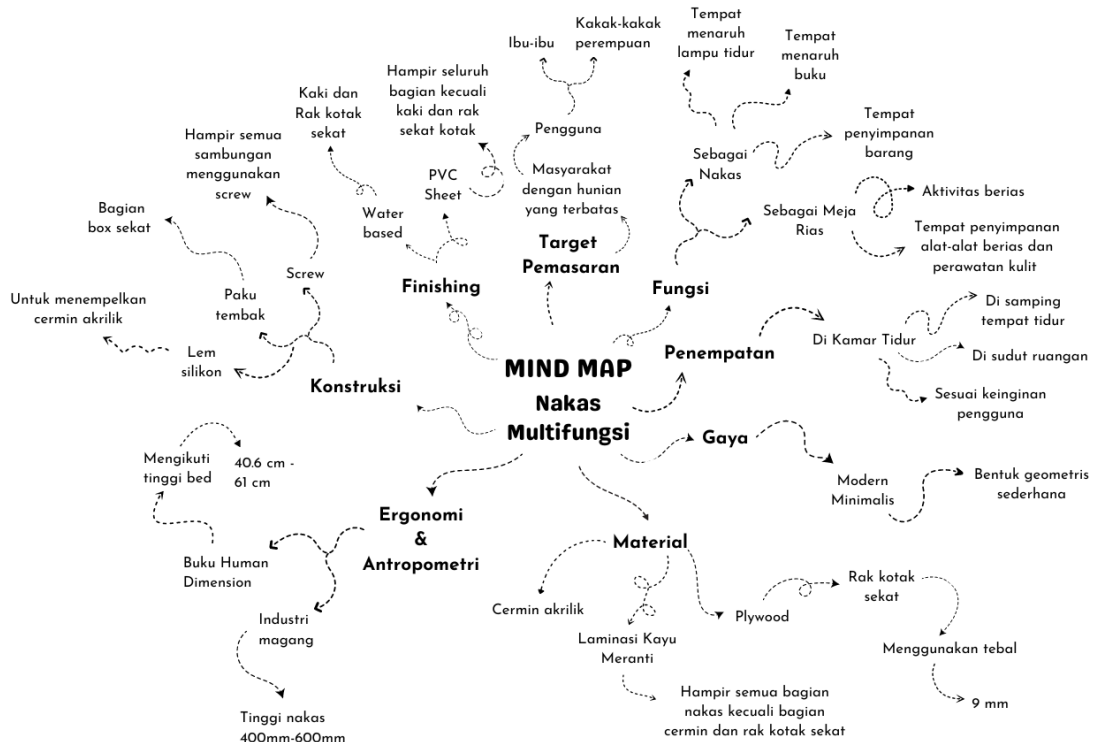 MIND MAP
Nakas
Multifungsi
Fungsi
Sebagai
Nakas
Tempat
menaruh
lampu tidur
Tempat
menaruh
buku
Tempat
penyimpanan
barang
Sebagai Meja
Rias
Aktivitas berias
Tempat penyimpanan
alat-alat berias dan
perawatan kulit
Penempatan
Di Kamar Tidur
Di samping
tempat tidur
Di sudut ruangan
Sesuai keinginan
pengguna
Gaya
Modern
Minimalis
Bentuk geometris
sederhana
Material
Cermin akrilik
Laminasi Kayu
Meranti
Hampir semua bagian
nakas kecuali bagian
cermin dan rak kotak sekat
Plywood
Rak kotak
sekat
Menggunakan tebal
9 mm
Ergonomi
&
Antropometri
Buku Human
Dimension
Mengikuti
tinggi bed
40.6 cm -
61 cm
Industri
magang
Tinggi nakas
400mm-600mm
Konstruksi
Lem
silikon
Untuk menempelkan
cermin akrilik
Paku
tembak
Bagian
box sekat
Screw
Hampir semua
sambungan
menggunakan
screw
Finishing
Water
based
Kaki dan
Rak kotak
sekat
PVC
Sheet
Hampir seluruh
bagian kecuali
kaki dan rak
sekat kotak
Target
Pemasaran
Masyarakat
dengan hunian
yang terbatas
Pengguna
Ibu-ibu
Kakak-kakak
perempuan